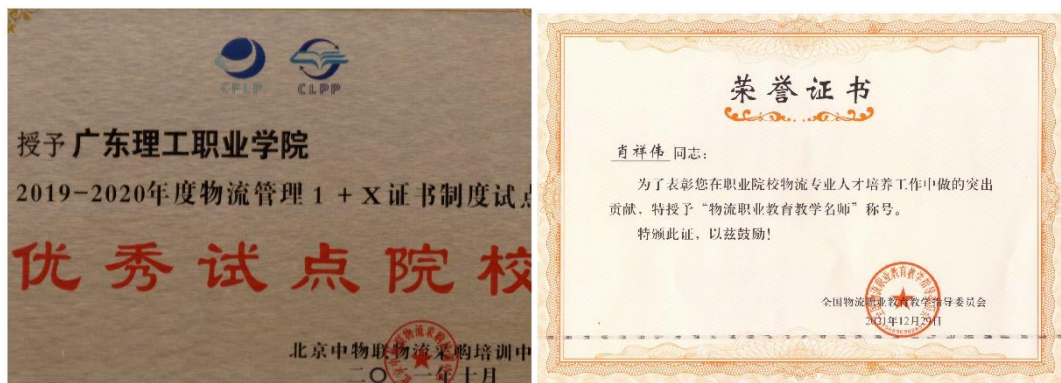 CFLP
CLPP
授予 广东理工职业学院
2019-2020年度物流管理1+X证书制度试点
优秀试点院校
北京中物联物流采购培训中
二〇二一年十月
荣誉证书
肖祥伟 同志:
为了表彰您在职业院校物流专业人才培养工作中做的突出
贡献,特授予“物流职业教育教学名师”称号。
特颁此证,以兹鼓励!
全国物流职业教育教学指导委员会
2021年12月29日